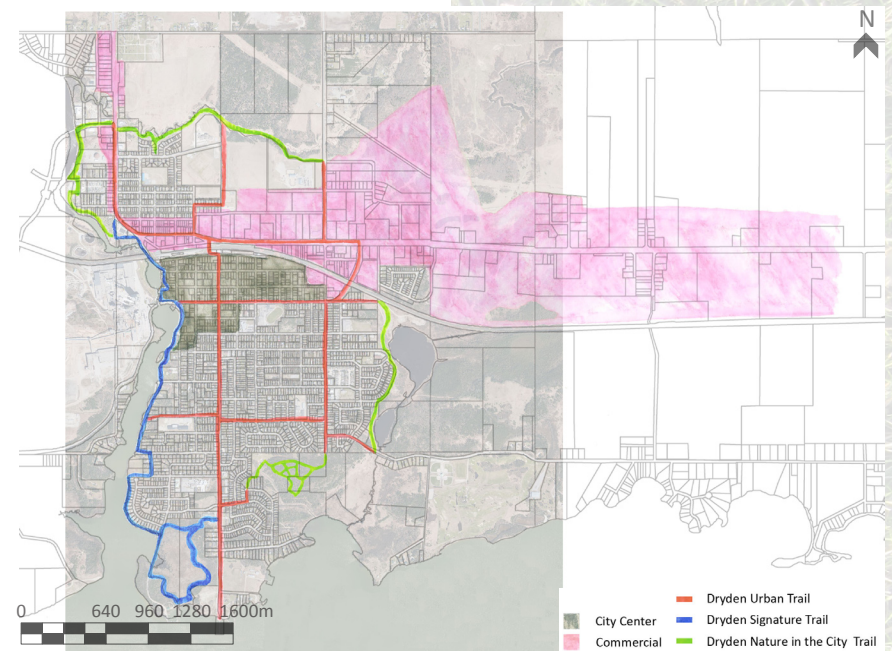 N
0 640 960 1280 1600m
City Center
Commercial
Dryden Urban Trail
Dryden Signature Trail
Dryden Nature in the City Trail